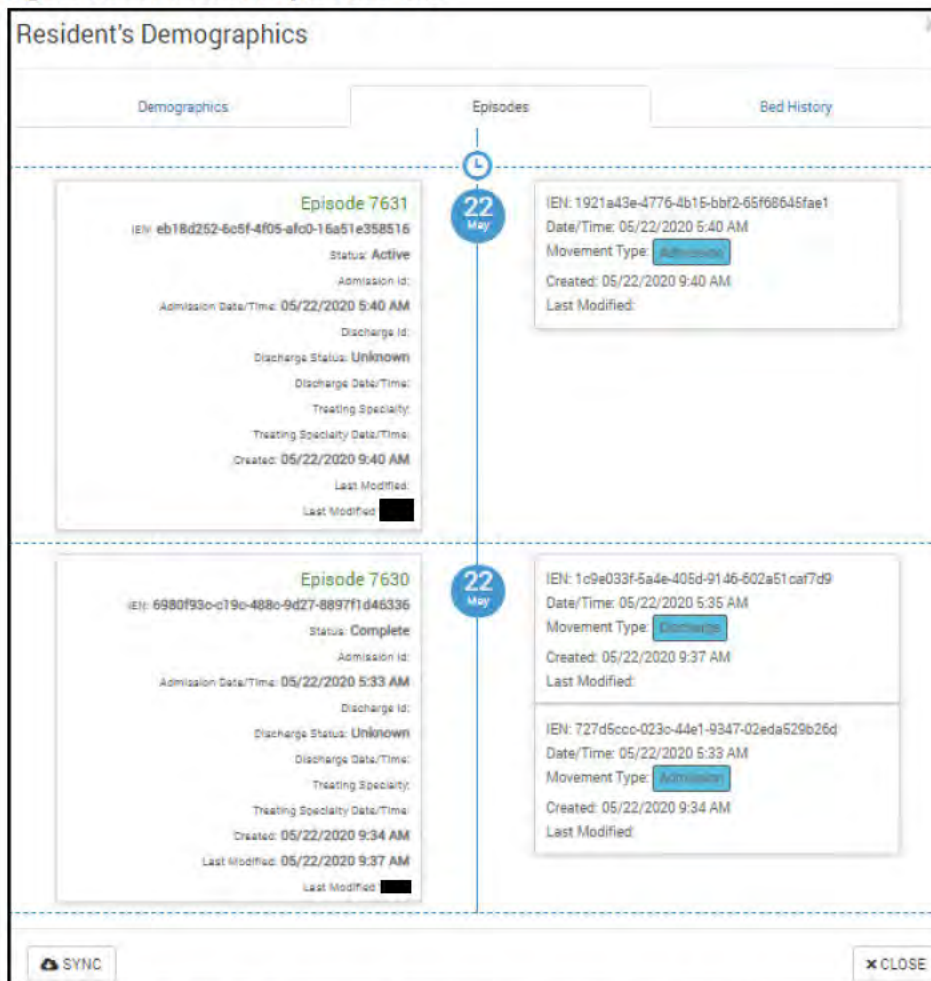 Resident's Demographics
Demographics
Episodes
Bed History
22
May
Episode 7631
IEN: eb18d252-6c5f-4f05-afc0-16a51e358516
Status: Active
Admission Id:
Admission Date/Time: 05/22/2020 5:40 AM
Discharge Id:
Discharge Status: Unknown
Discharge Date/Time:
Treating Specialty:
Treating Specialty Date/Time:
Created: 05/22/2020 9:40 AM
Last Modified:
Last Modified
IEN: 1921a43e-4776-4b15-bbf2-65f68645fae1
Date/Time: 05/22/2020 5:40 AM
Movement Type: Admission
Created: 05/22/2020 9:40 AM
Last Modified:
22
May
Episode 7630
IEN: 6980f93c-c19c-488c-9d27-8897f1d46336
Status: Complete
Admission Id:
Admission Date/Time: 05/22/2020 5:33 AM
Discharge Id:
Discharge Status: Unknown
Discharge Date/Time:
Treating Specialty:
Treating Specialty Date/Time:
Created: 05/22/2020 9:34 AM
Last Modified: 05/22/2020 9:37 AM
Last Modified
IEN: 1c9e033f-5a4e-405d-9146-602a51caf7d9
Date/Time: 05/22/2020 5:35 AM
Movement Type: Discharge
Created: 05/22/2020 9:37 AM
Last Modified:
IEN: 727d5ccc-023c-44e1-9347-02eda529b26d
Date/Time: 05/22/2020 5:33 AM
Movement Type: Admission
Created: 05/22/2020 9:34 AM
Last Modified:
SYNC
× CLOSE